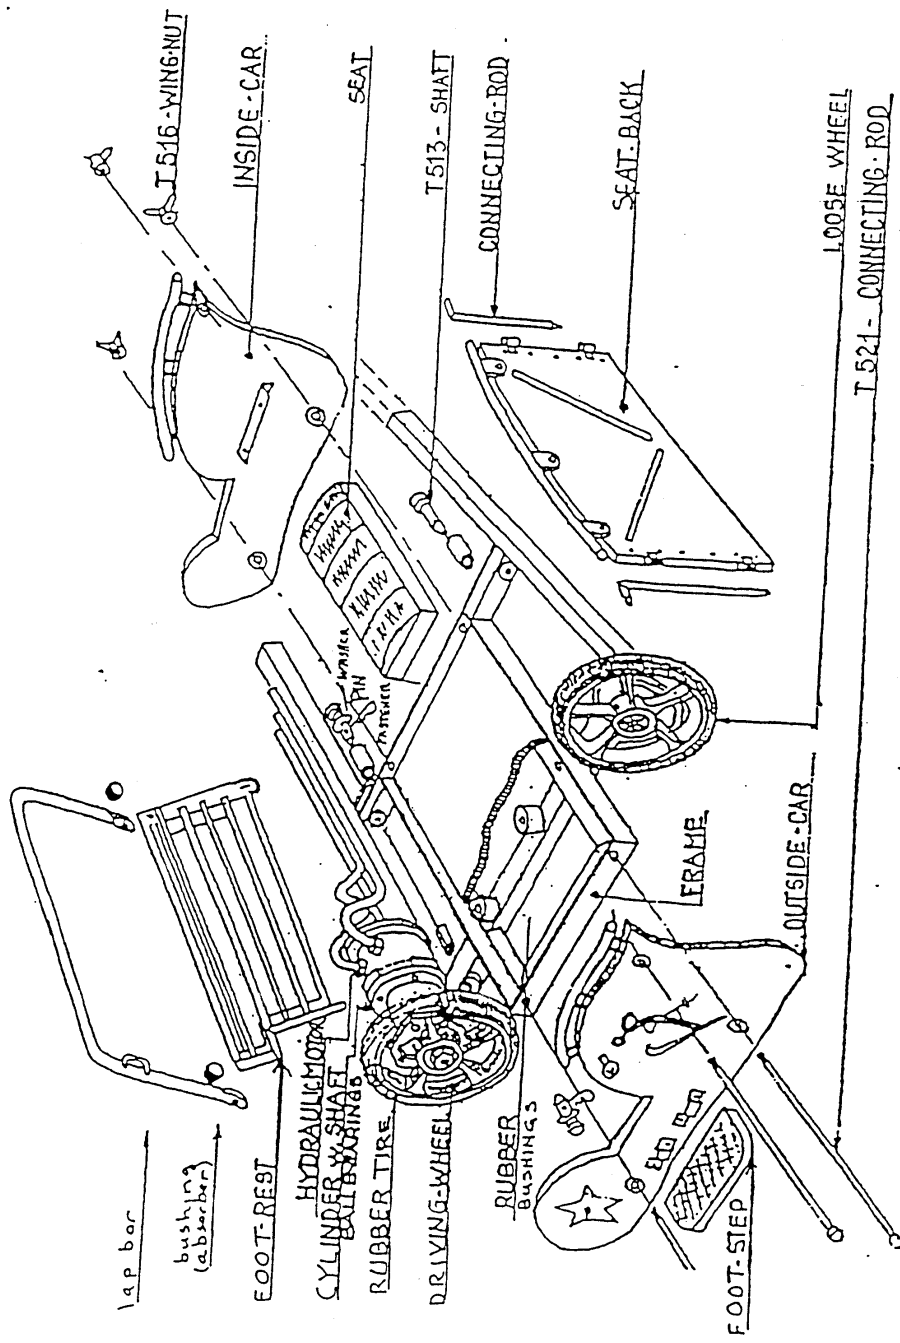 T516-WING-NUT
INSIDE-CAR
SEAT
T513-SHAFT
CONNECTING-ROD
SEAT-BACK
LOOSE WHEEL
T521-CONNECTING-ROD
WASHER
PIN
FASTENER
lap bar
bushing
(absorber)
FOOT-REST
HYDRAULIC MOTOR
CYLINDER W. SHAFT
BALLBEARINGS
RUBBER TIRE
DRIVING-WHEEL
RUBBER
BUSHINGS
FRAME
OUTSIDE-CAR
FOOT-STEP